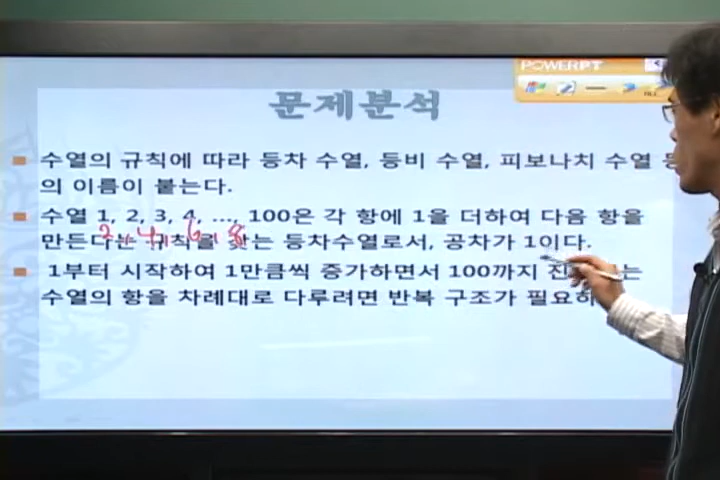 POWERPT
문제분석
수열의 규칙에 따라 등차 수열, 등비 수열, 피보나치 수열
의 이름이 붙는다.
수열 1, 2, 3, 4, ..., 100은 각 항에 1을 더하여 다음 항을
2, 4, 6, 8
만든다는 규칙을 갖는 등차수열로서, 공차가 1이다.
1부터 시작하여 1만큼씩 증가하면서 100까지
수열의 항을 차례대로 다루려면 반복 구조가